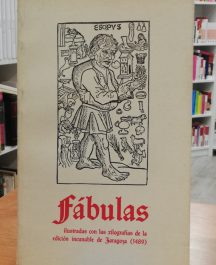 ESOPVS
Fábulas
ilustradas con las xilografías de la
edición incunable de Zaragoza (1489)